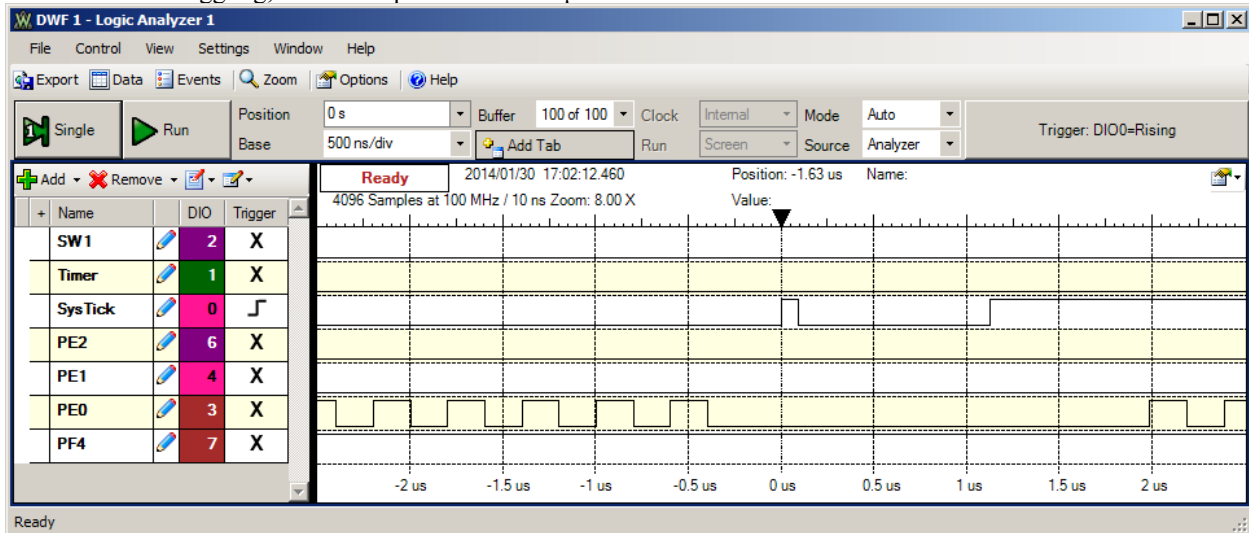 DWF 1 - Logic Analyzer 1
File Control View Settings Window Help
Export Data Events Zoom Options Help
Single Run Position 0 s Buffer 100 of 100 Clock Internal Mode Auto Trigger: DIO0=Rising
Base 500 ns/div Add Tab Run Screen Source Analyzer
Add Remove Ready 2014/01/30 17:02:12.460 Position: -1.63 us Name:
4096 Samples at 100 MHz / 10 ns Zoom: 8.00 X Value:
+ Name DIO Trigger
SW1 2 X
Timer 1 X
SysTick 0
PE2 6 X
PE1 4 X
PE0 3 X
PF4 7 X
-2 us -1.5 us -1 us -0.5 us 0 us 0.5 us 1 us 1.5 us 2 us
Ready